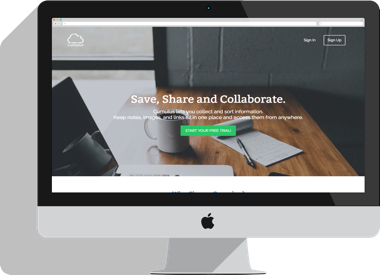 Sign In
Sign Up
Save, Share and Collaborate.
Cumulus lets you collect and sort information.
Keep notes, images, and links all in one place and access them from anywhere.
START YOUR FREE TRIAL!